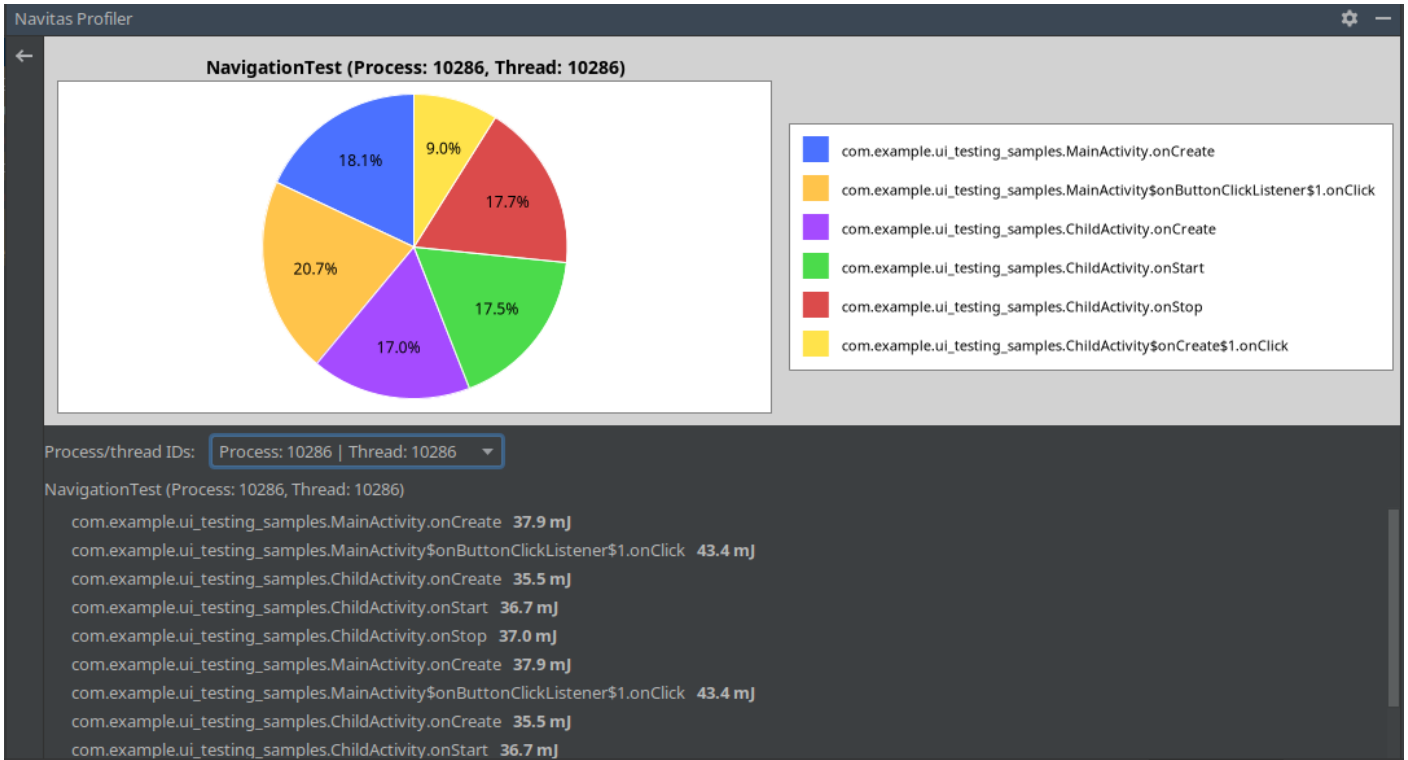 Navitas Profiler
NavigationTest (Process: 10286, Thread: 10286)
18.1%
9.0%
17.7%
20.7%
17.5%
17.0%
com.example.ui_testing_samples.MainActivity.onCreate
com.example.ui_testing_samples.MainActivity$onButtonClickListener$1.onClick
com.example.ui_testing_samples.ChildActivity.onCreate
com.example.ui_testing_samples.ChildActivity.onStart
com.example.ui_testing_samples.ChildActivity.onStop
com.example.ui_testing_samples.ChildActivity$onCreate$1.onClick
Process/thread IDs: Process: 10286 | Thread: 10286
NavigationTest (Process: 10286, Thread: 10286)
com.example.ui_testing_samples.MainActivity.onCreate 37.9 mJ
com.example.ui_testing_samples.MainActivity$onButtonClickListener$1.onClick 43.4 mJ
com.example.ui_testing_samples.ChildActivity.onCreate 35.5 mJ
com.example.ui_testing_samples.ChildActivity.onStart 36.7 mJ
com.example.ui_testing_samples.ChildActivity.onStop 37.0 mJ
com.example.ui_testing_samples.MainActivity.onCreate 37.9 mJ
com.example.ui_testing_samples.MainActivity$onButtonClickListener$1.onClick 43.4 mJ
com.example.ui_testing_samples.ChildActivity.onCreate 35.5 mJ
com.example.ui_testing_samples.ChildActivity.onStart 36.7 mJ